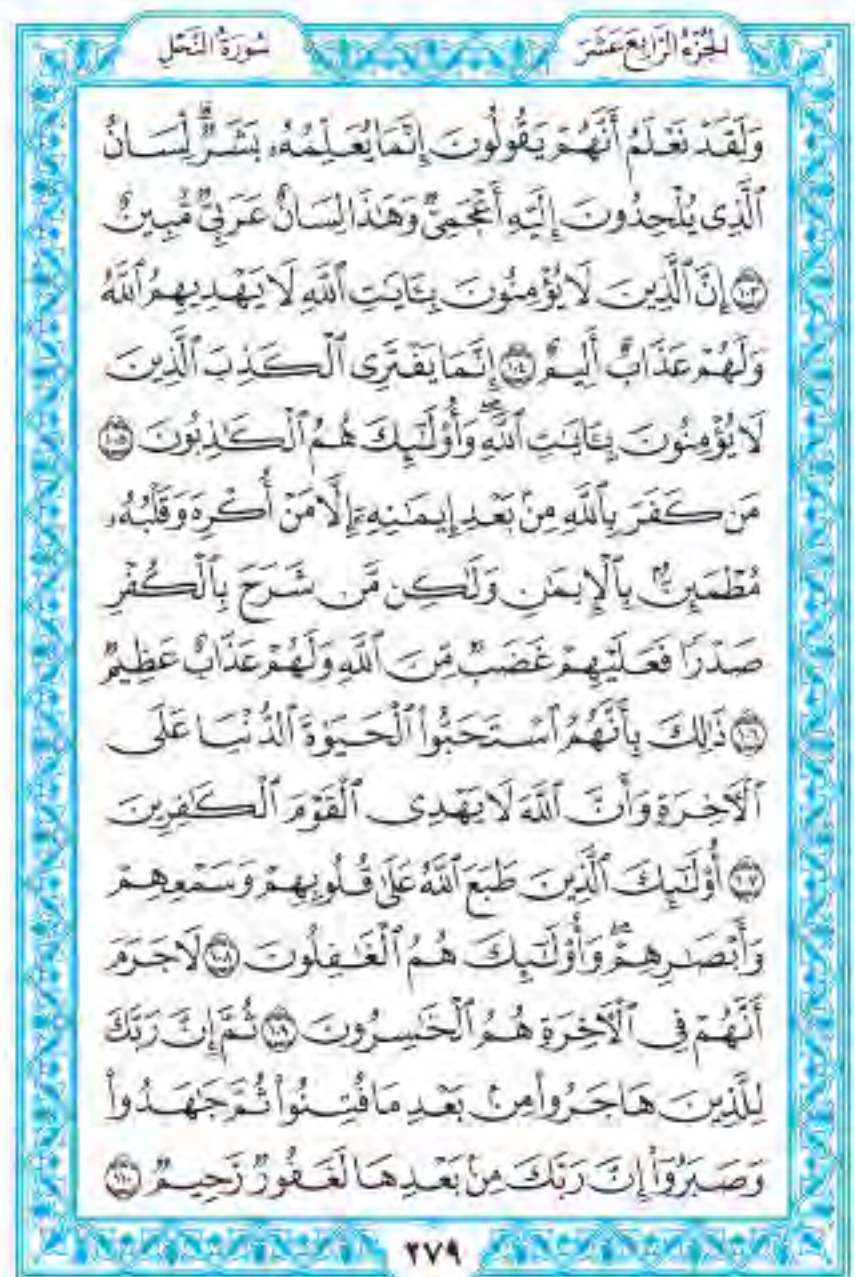 الجزء الرابع عشر
سورة النحل
وَلَقَدْ نَعْلَمُ أَنَّهُمْ يَقُولُونَ إِنَّمَا يُعَلِّمُهُۥ بَشَرٌۗ لِّسَانُ
ٱلَّذِى يُلْحِدُونَ إِلَيْهِ أَعْجَمِىٌّ وَهَٰذَا لِسَانٌ عَرَبِىٌّ مُّبِينٌ
١٠٣ إِنَّ ٱلَّذِينَ لَا يُؤْمِنُونَ بِـَٔايَٰتِ ٱللَّهِ لَا يَهْدِيهِمُ ٱللَّهُ
وَلَهُمْ عَذَابٌ أَلِيمٌ ١٠٤ إِنَّمَا يَفْتَرِى ٱلْكَذِبَ ٱلَّذِينَ
لَا يُؤْمِنُونَ بِـَٔايَٰتِ ٱللَّهِۖ وَأُو۟لَٰٓئِكَ هُمُ ٱلْكَٰذِبُونَ ١٠٥
مَن كَفَرَ بِٱللَّهِ مِنۢ بَعْدِ إِيمَٰنِهِۦٓ إِلَّا مَنْ أُكْرِهَ وَقَلْبُهُۥ
مُطْمَئِنٌّۢ بِٱلْإِيمَٰنِ وَلَٰكِن مَّن شَرَحَ بِٱلْكُفْرِ
صَدْرًا فَعَلَيْهِمْ غَضَبٌ مِّنَ ٱللَّهِ وَلَهُمْ عَذَابٌ عَظِيمٌ
١٠٦ ذَٰلِكَ بِأَنَّهُمُ ٱسْتَحَبُّوا۟ ٱلْحَيَوٰةَ ٱلدُّنْيَا عَلَى
ٱلْءَاخِرَةِ وَأَنَّ ٱللَّهَ لَا يَهْدِى ٱلْقَوْمَ ٱلْكَٰفِرِينَ
١٠٧ أُو۟لَٰٓئِكَ ٱلَّذِينَ طَبَعَ ٱللَّهُ عَلَىٰ قُلُوبِهِمْ وَسَمْعِهِمْ
وَأَبْصَٰرِهِمْۖ وَأُو۟لَٰٓئِكَ هُمُ ٱلْغَٰفِلُونَ ١٠٨ لَا جَرَمَ
أَنَّهُمْ فِى ٱلْءَاخِرَةِ هُمُ ٱلْخَٰسِرُونَ ١٠٩ ثُمَّ إِنَّ رَبَّكَ
لِلَّذِينَ هَاجَرُوا۟ مِنۢ بَعْدِ مَا فُتِنُوا۟ ثُمَّ جَٰهَدُوا۟
وَصَبَرُوٓا۟ إِنَّ رَبَّكَ مِنۢ بَعْدِهَا لَغَفُورٌ رَّحِيمٌ ١١٠
٢٧٩